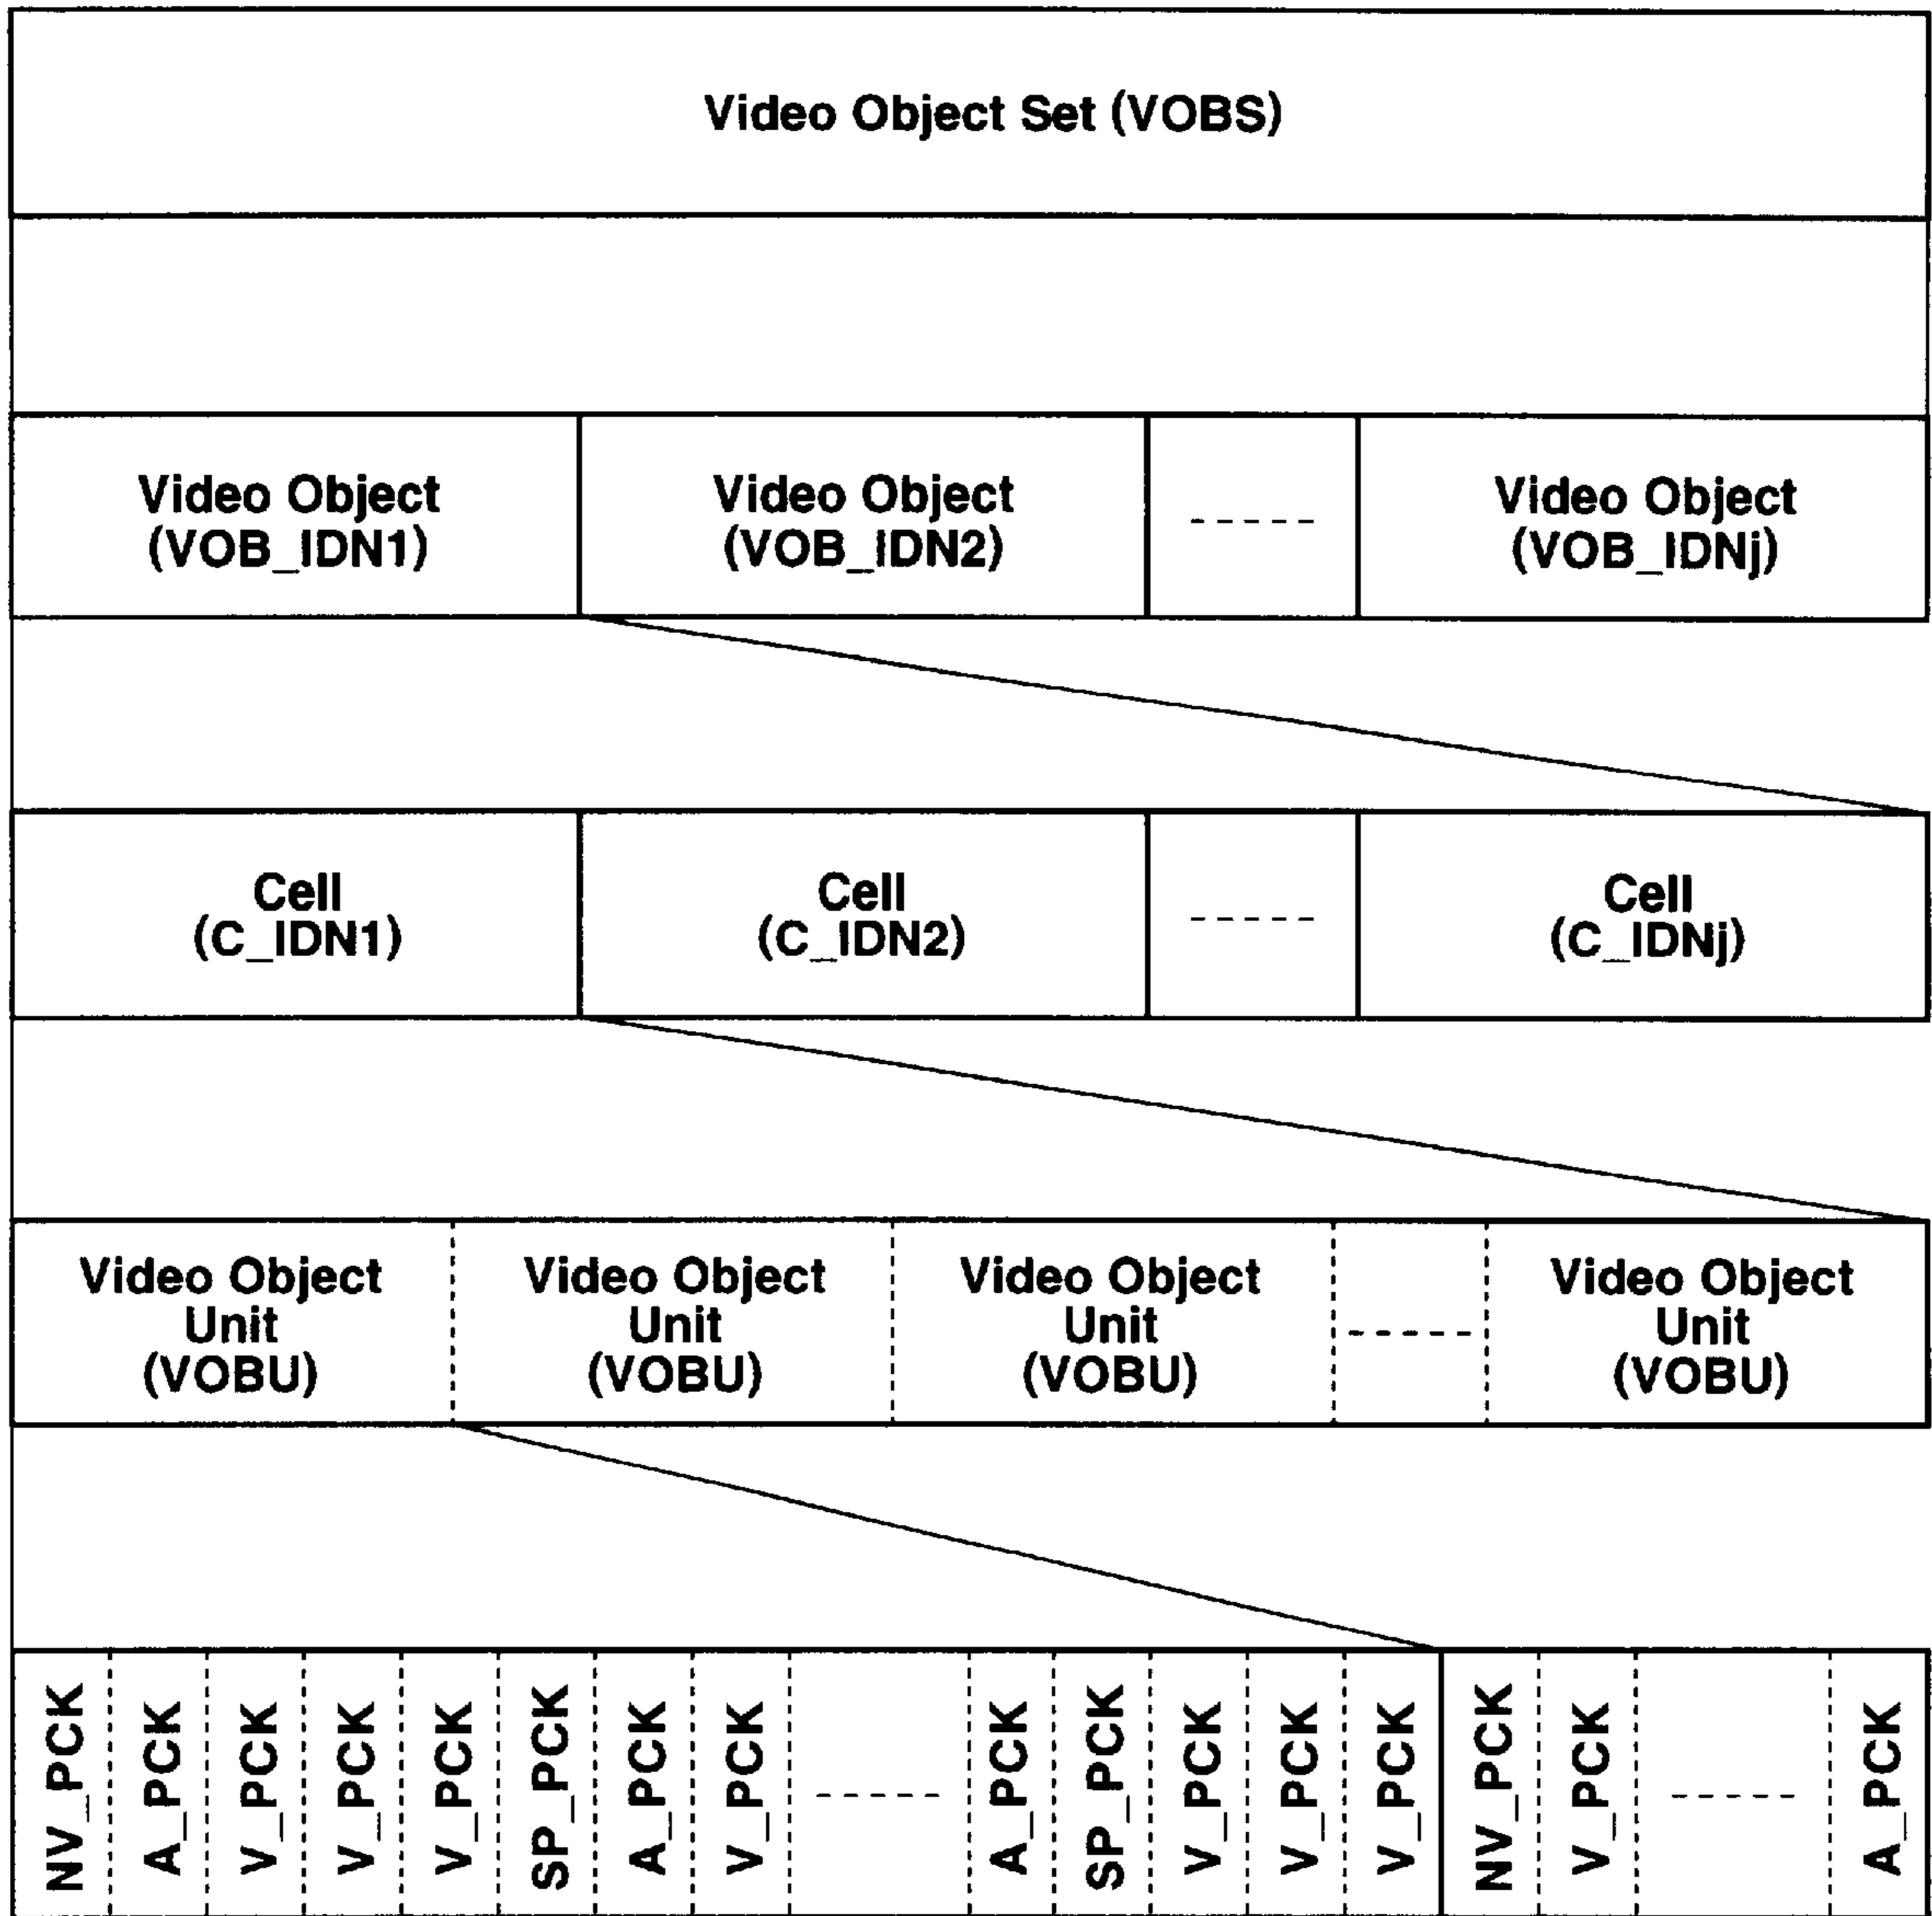 Video Object Set (VOBS)
Video Object
(VOB_IDN1)
Video Object
(VOB_IDN2)
Video Object
(VOB_IDNj)
Cell
(C_IDN1)
Cell
(C_IDN2)
Cell
(C_IDNj)
Video Object
Unit
(VOBU)
Video Object
Unit
(VOBU)
Video Object
Unit
(VOBU)
Video Object
Unit
(VOBU)
NV_PCK
A_PCK
V_PCK
V_PCK
V_PCK
SP_PCK
A_PCK
V_PCK
A_PCK
SP_PCK
V_PCK
V_PCK
V_PCK
NV_PCK
V_PCK
A_PCK